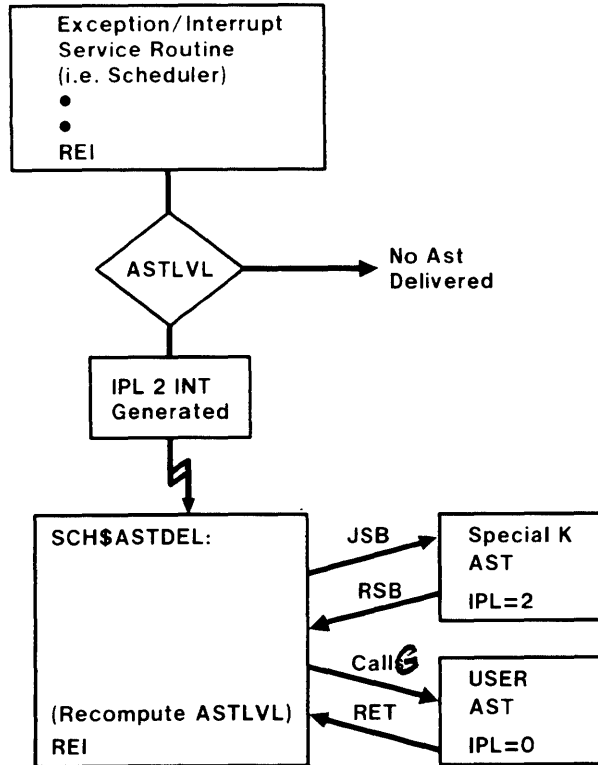 Exception/Interrupt
Service Routine
(i.e. Scheduler)
●
●
REI
ASTLVL
No Ast
Delivered
IPL 2 INT
Generated
SCH$ASTDEL:
JSB
Special K
AST
RSB
IPL=2
CallG
USER
AST
(Recompute ASTLVL)
RET
REI
IPL=0